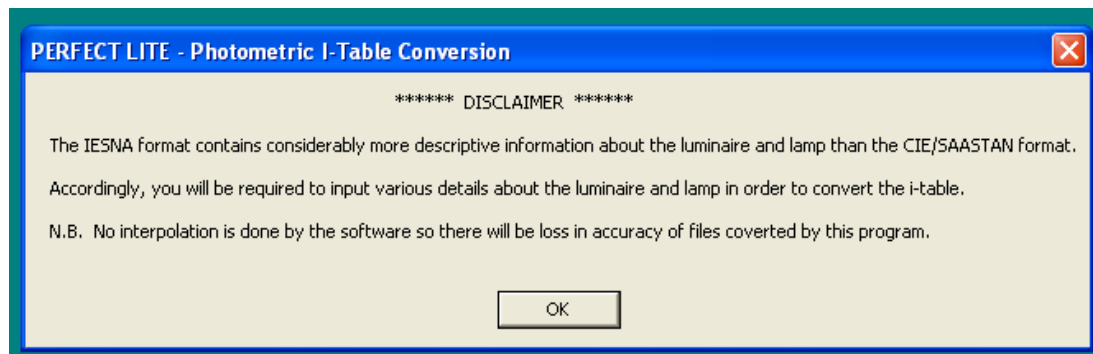 PERFECT LITE - Photometric I-Table Conversion
****** DISCLAIMER ******
The IESNA format contains considerably more descriptive information about the luminaire and lamp than the CIE/SAASTAN format.
Accordingly, you will be required to input various details about the luminaire and lamp in order to convert the i-table.
N.B. No interpolation is done by the software so there will be loss in accuracy of files coverted by this program.
OK